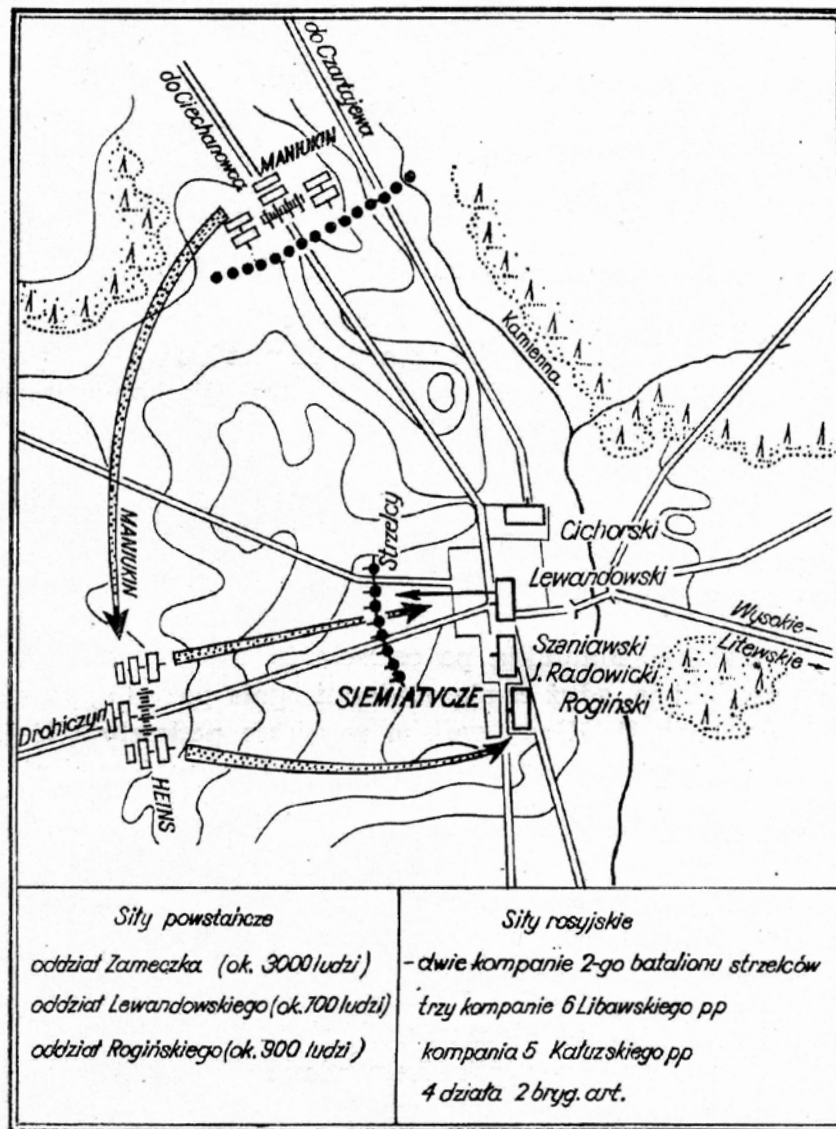 do Ciechanowca
do Czartajewa
MANIUKIN
Kamienna
MANIUKIN
Strzelcy
Cichorski
Lewandowski
Wysokie-
Litewskie
Szaniawski
J. Radowicki
SIEMIATYCZE
Rogiński
Drohiczyn
HEINS
Siły powstańcze
oddział Zameczka (ok. 3000 ludzi)
oddział Lewandowskiego (ok. 700 ludzi)
oddział Rogińskiego (ok. 900 ludzi)
Siły rosyjskie
- dwie kompanie 2-go batalionu strzelców
trzy kompanie 6 Libawskiego pp
kompania 5 Kałuzskiego pp
4 działa 2 bryg. art.